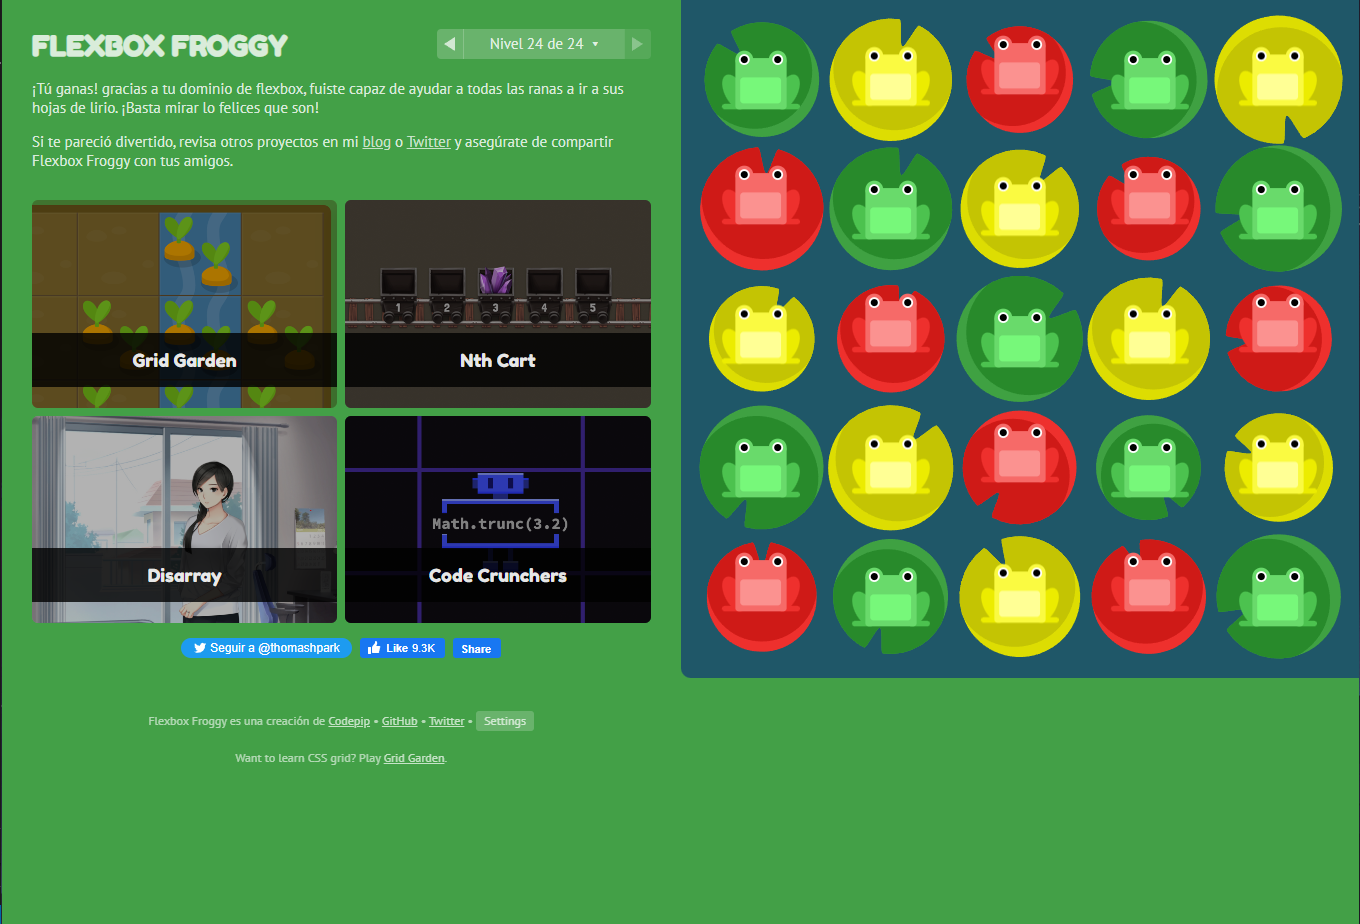 FLEXBOX FROGGY
Nivel 24 de 24
¡Tú ganas! gracias a tu dominio de flexbox, fuiste capaz de ayudar a todas las ranas a ir a sus
hojas de lirio. ¡Basta mirar lo felices que son!
Si te pareció divertido, revisa otros proyectos en mi blog o Twitter y asegúrate de compartir
Flexbox Froggy con tus amigos.
1 2 3 4 5
Grid Garden
Nth Cart
Math.trunc(3.2)
Disarray
Code Crunchers
Seguir a @thomashpark
Like 9.3K
Share
Flexbox Froggy es una creación de Codepip • GitHub • Twitter • Settings
Want to learn CSS grid? Play Grid Garden.